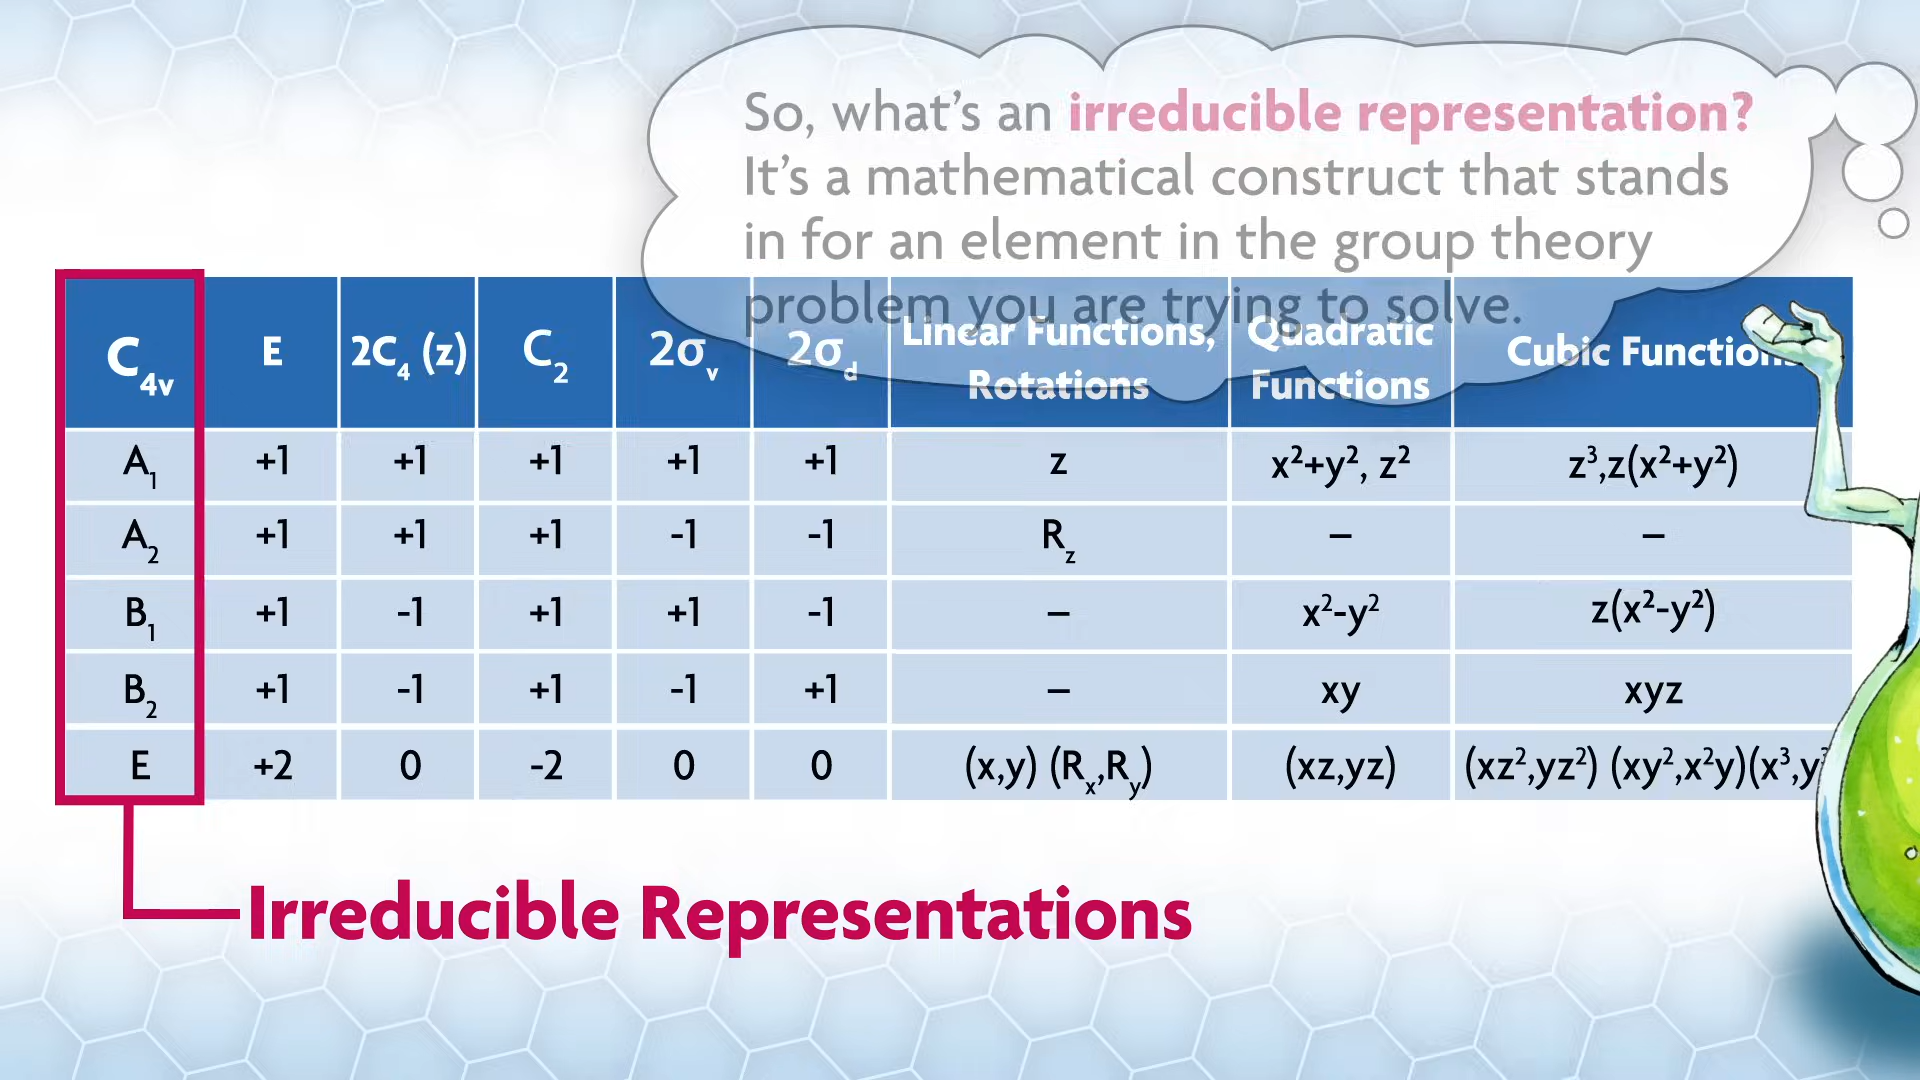 So, what’s an irreducible representation?
It’s a mathematical construct that stands
in for an element in the group theory
problem you are trying to solve.
C₄ᵥ E 2C₄ (z) C₂ 2σᵥ 2σd Linear Functions, Rotations Quadratic Functions Cubic Function
A₁ +1 +1 +1 +1 +1 z x²+y², z² z³,z(x²+y²)
A₂ +1 +1 +1 -1 -1 R_z – –
B₁ +1 -1 +1 +1 -1 – x²-y² z(x²-y²)
B₂ +1 -1 +1 -1 +1 – xy xyz
E +2 0 -2 0 0 (x,y) (Rₓ,R_y) (xz,yz) (xz²,yz²) (xy²,x²y)(x³,y
Irreducible Representations